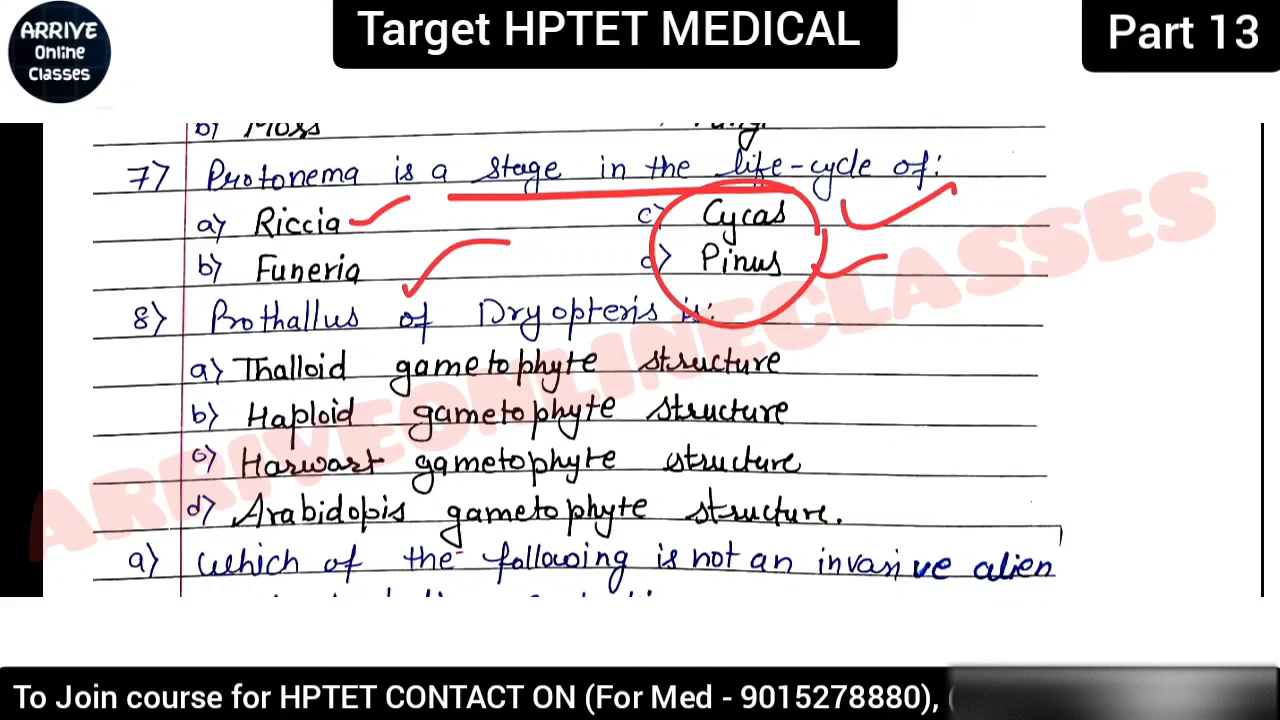 ARRIVE
Online
Classes
Target HPTET MEDICAL
Part 13
b) Moss
Fungi
7) Protonema is a stage in the life-cycle of:
a) Riccia c) Cycas
b) Funeria d) Pinus
8) Prothallus of Dryopteris is:
a) Thalloid gametophyte structure
b) Haploid gametophyte structure
c) Harwart gametophyte structure
d) Arabidopis gametophyte structure.
a) Which of the following is not an invasive alien
ARRIVEONLINECLASSES
To Join course for HPTET CONTACT ON (For Med - 9015278880), (